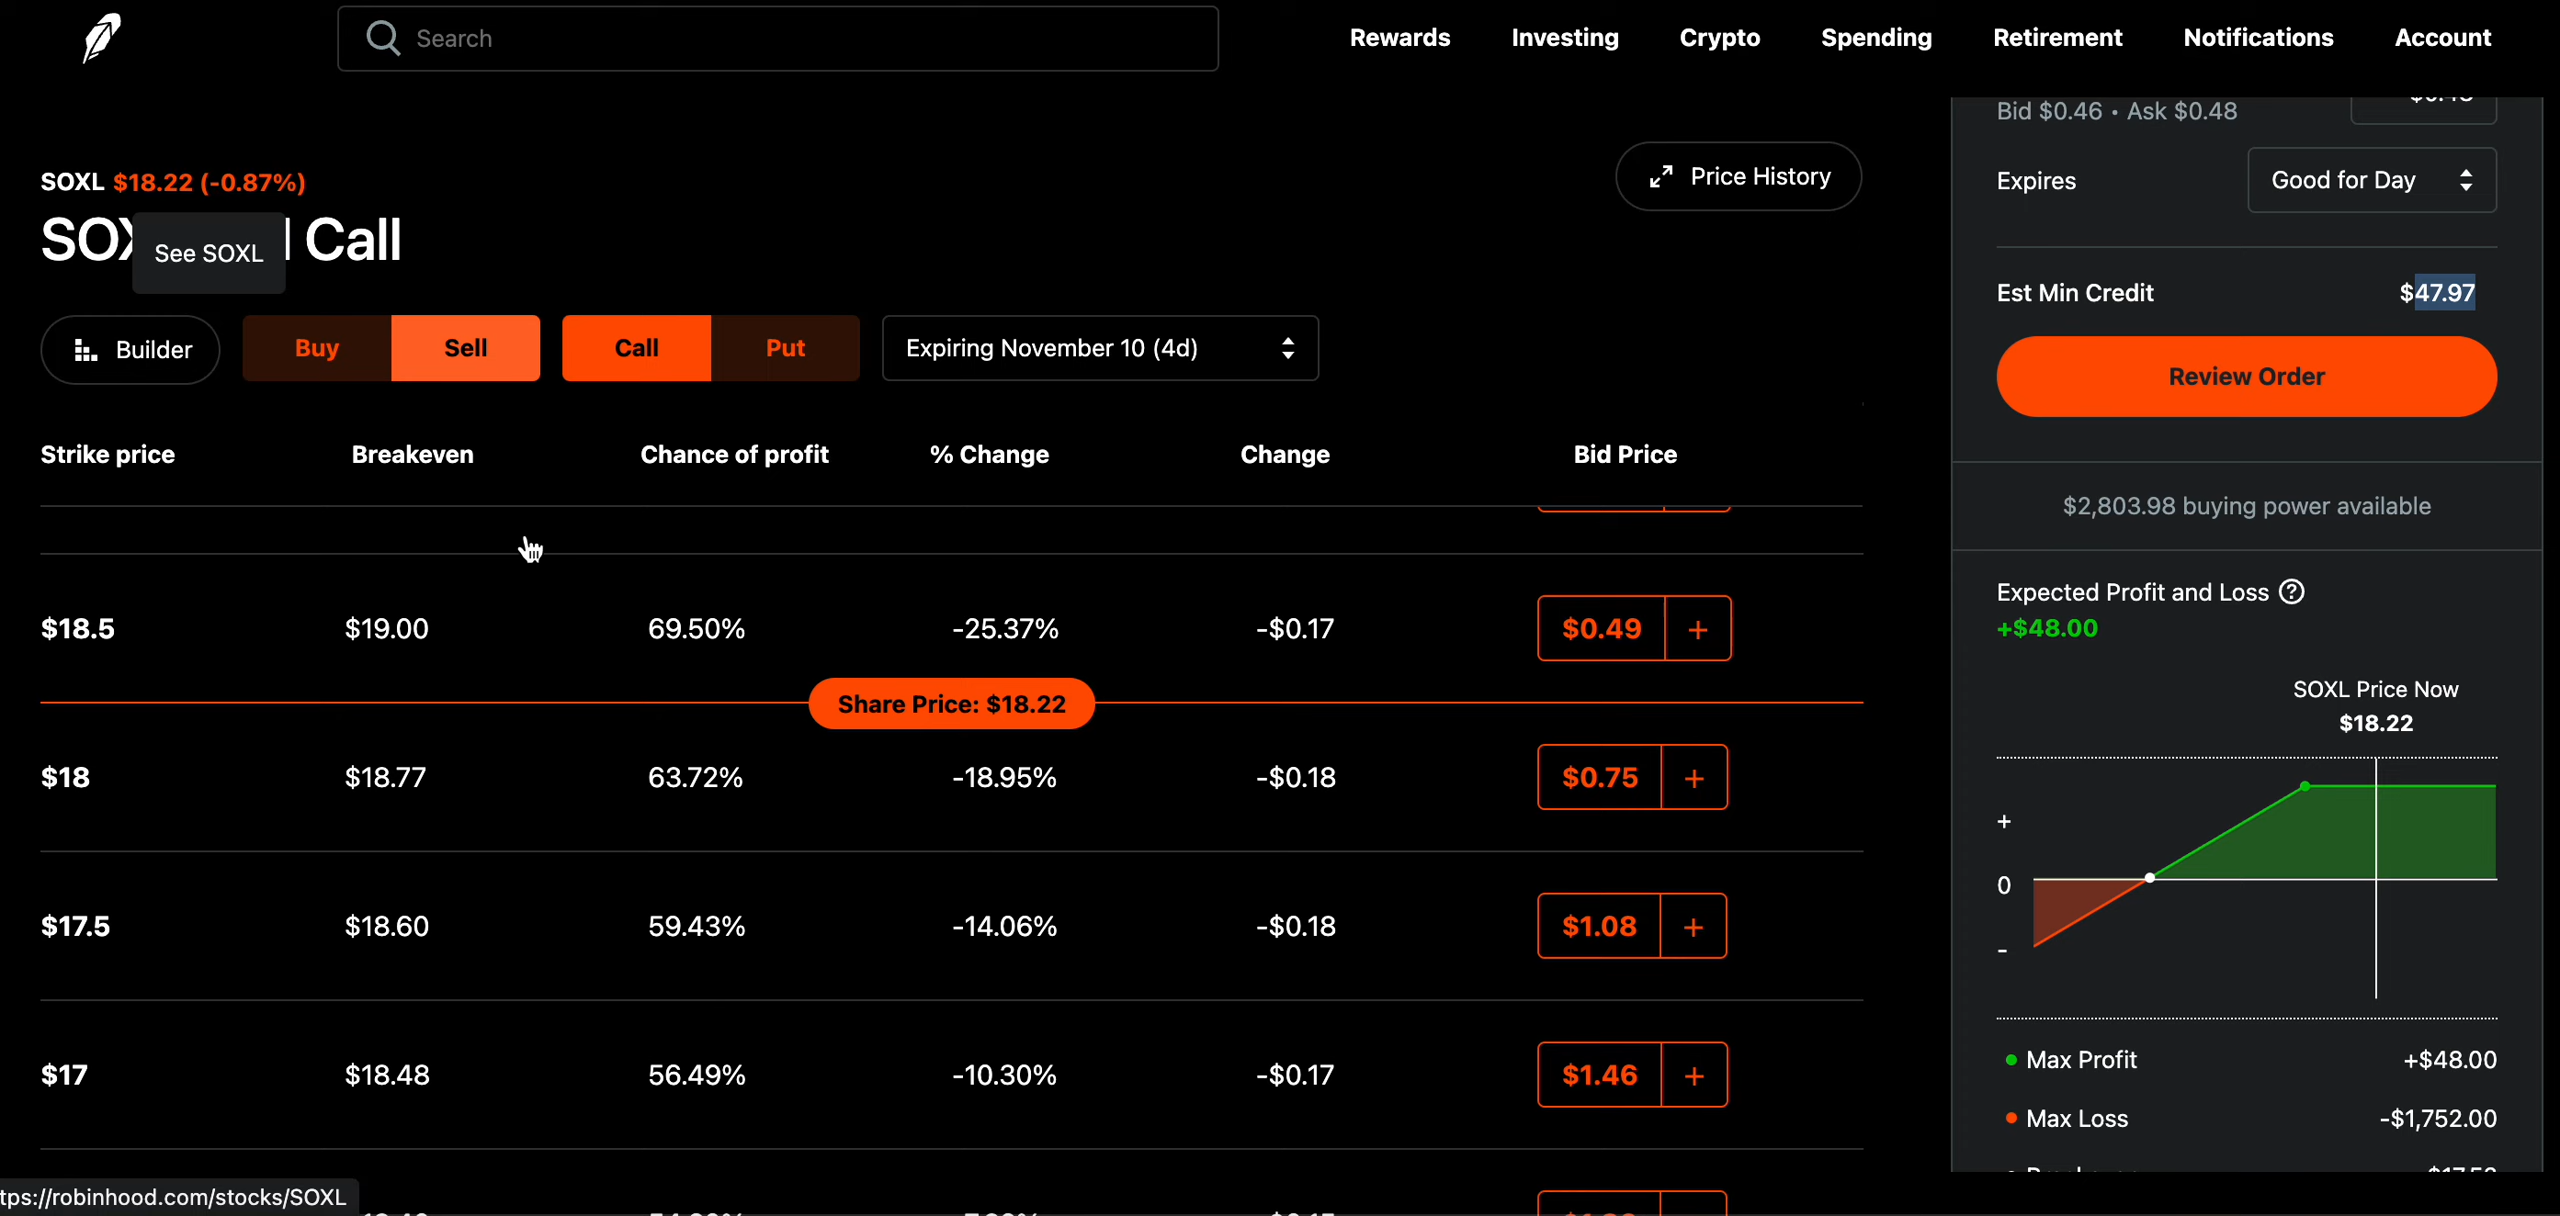 Search
Rewards
Investing
Crypto
Spending
Retirement
Notifications
Account
SOXL $18.22 (-0.87%)
See SOXL
Call
Price History
Builder
Buy
Sell
Call
Put
Expiring November 10 (4d)
Strike price
Breakeven
Chance of profit
% Change
Change
Bid Price
$18.5
$19.00
69.50%
-25.37%
-$0.17
$0.49
+
Share Price: $18.22
$18
$18.77
63.72%
-18.95%
-$0.18
$0.75
+
$17.5
$18.60
59.43%
-14.06%
-$0.18
$1.08
+
$17
$18.48
56.49%
-10.30%
-$0.17
$1.46
+
tps://robinhood.com/stocks/SOXL
Bid $0.46 • Ask $0.48
Expires
Good for Day
Est Min Credit
$47.97
Review Order
$2,803.98 buying power available
Expected Profit and Loss ?
+$48.00
SOXL Price Now
$18.22
+
0
-
Max Profit
+$48.00
Max Loss
-$1,752.00